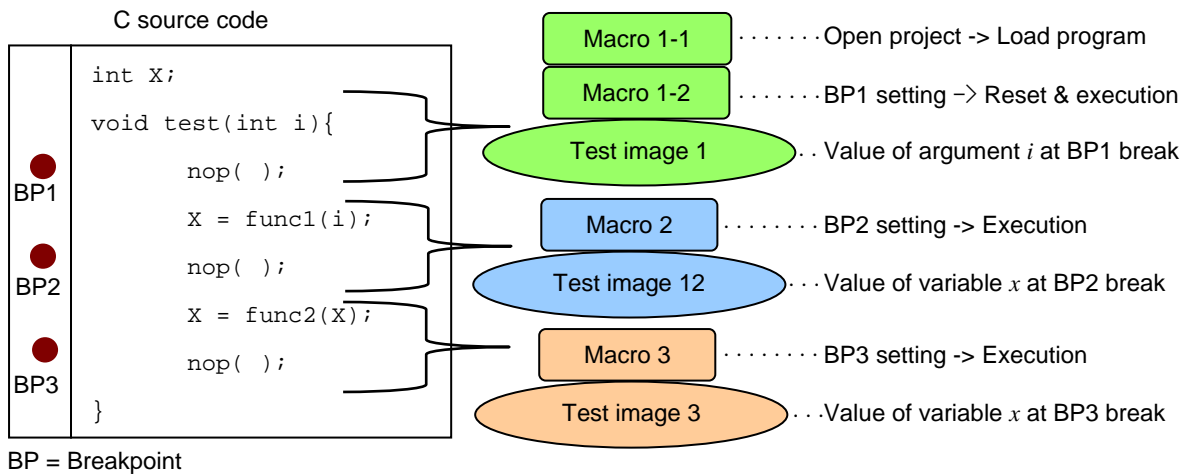 C source code
int X;
void test(int i){
nop( );
X = func1(i);
nop( );
X = func2(X);
nop( );
}
BP1
BP2
BP3
BP = Breakpoint
Macro 1-1
Open project -> Load program
Macro 1-2
BP1 setting –> Reset & execution
Test image 1
Value of argument i at BP1 break
Macro 2
BP2 setting -> Execution
Test image 12
Value of variable x at BP2 break
Macro 3
BP3 setting -> Execution
Test image 3
Value of variable x at BP3 break